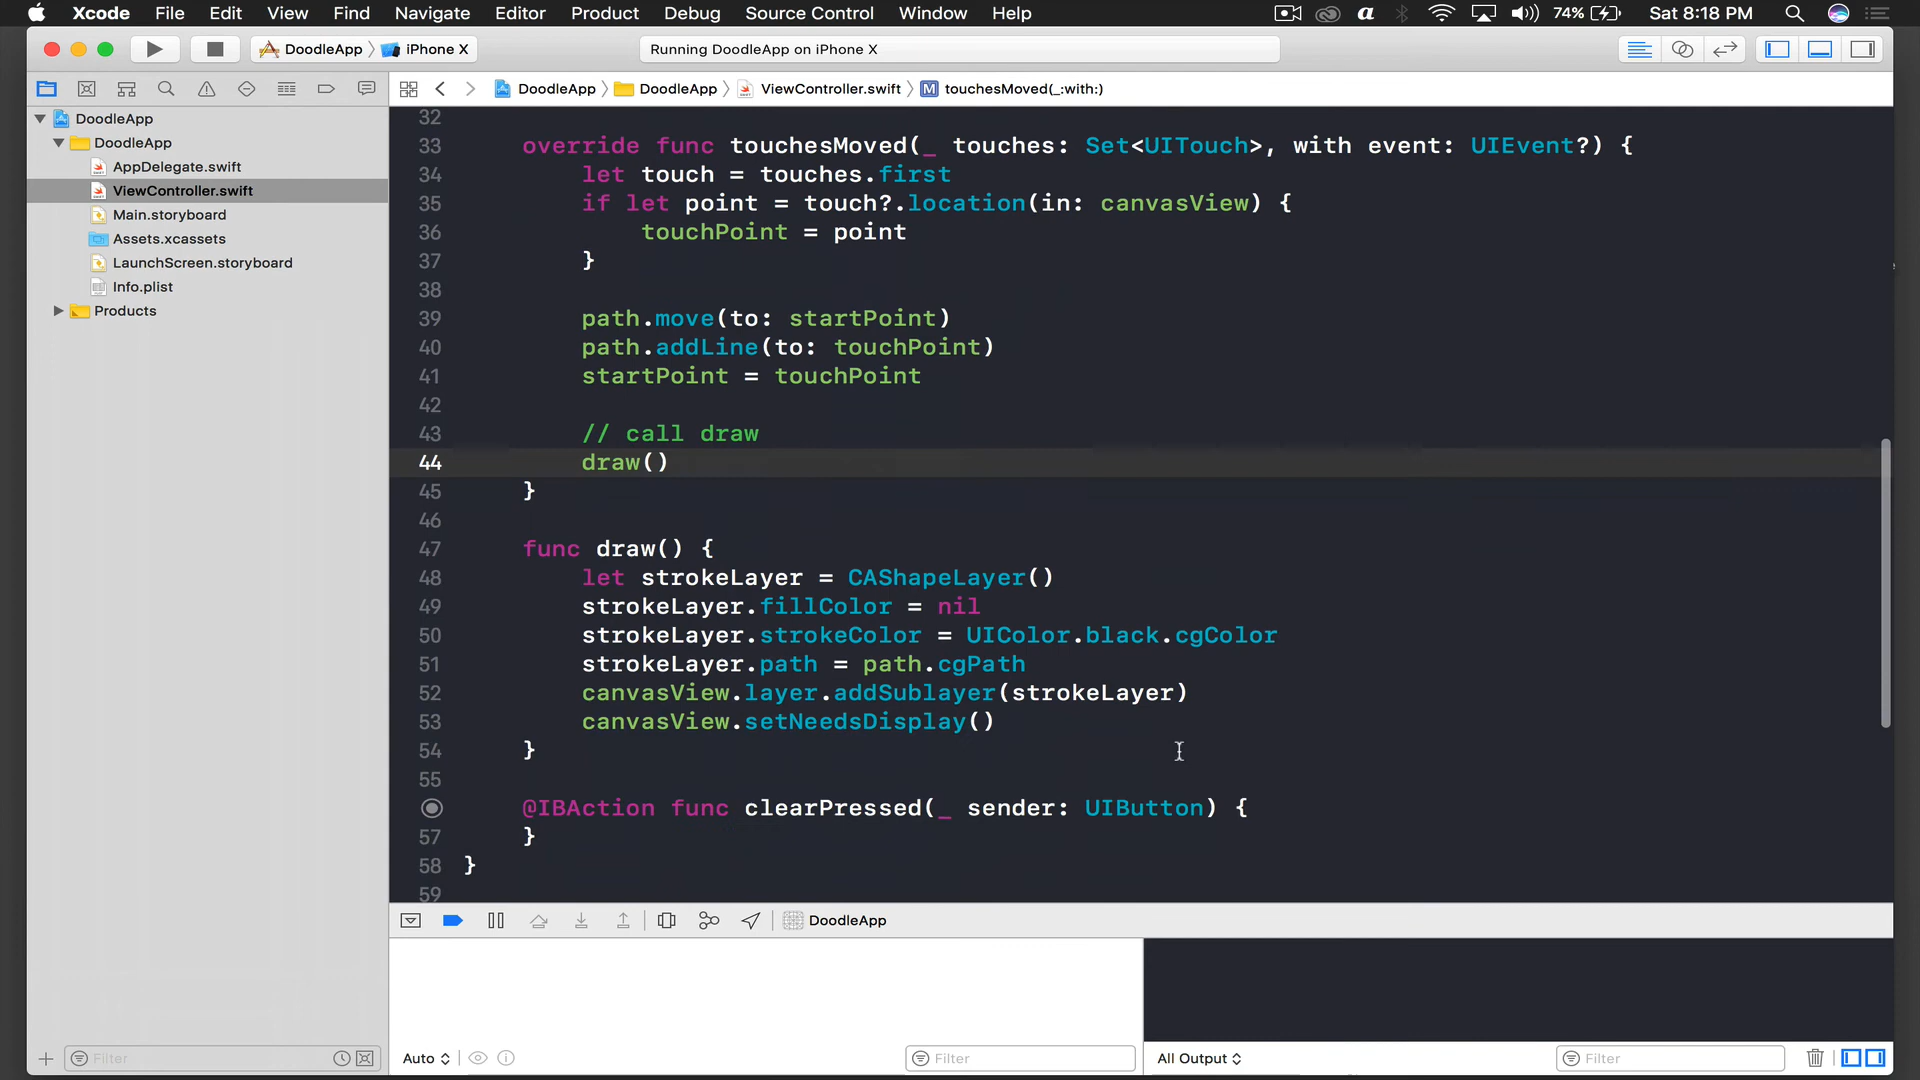 Xcode File Edit View Find Navigate Editor Product Debug Source Control Window Help 74% Sat 8:18 PM
DoodleApp iPhone X Running DoodleApp on iPhone X
DoodleApp DoodleApp ViewController.swift M touchesMoved(_:with:)
DoodleApp
DoodleApp
AppDelegate.swift
ViewController.swift
Main.storyboard
Assets.xcassets
LaunchScreen.storyboard
Info.plist
Products
32
33 override func touchesMoved(_ touches: Set<UITouch>, with event: UIEvent?) {
34 let touch = touches.first
35 if let point = touch?.location(in: canvasView) {
36 touchPoint = point
37 }
38
39 path.move(to: startPoint)
40 path.addLine(to: touchPoint)
41 startPoint = touchPoint
42
43 // call draw
44 draw()
45 }
46
47 func draw() {
48 let strokeLayer = CAShapeLayer()
49 strokeLayer.fillColor = nil
50 strokeLayer.strokeColor = UIColor.black.cgColor
51 strokeLayer.path = path.cgPath
52 canvasView.layer.addSublayer(strokeLayer)
53 canvasView.setNeedsDisplay()
54 }
55
@IBAction func clearPressed(_ sender: UIButton) {
57 }
58 }
59
DoodleApp
Filter Auto Filter All Output Filter